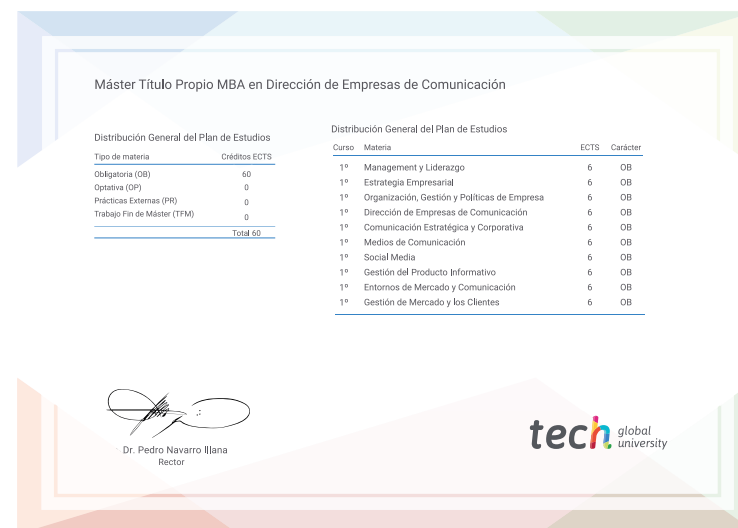 Máster Título Propio MBA en Dirección de Empresas de Comunicación
Distribución General del Plan de Estudios
Tipo de materia Créditos ECTS
Obligatoria (OB) 60
Optativa (OP) 0
Prácticas Externas (PR) 0
Trabajo Fin de Máster (TFM) 0
Total 60
Distribución General del Plan de Estudios
Curso Materia ECTS Carácter
1º Management y Liderazgo 6 OB
1º Estrategia Empresarial 6 OB
1º Organización, Gestión y Políticas de Empresa 6 OB
1º Dirección de Empresas de Comunicación 6 OB
1º Comunicación Estratégica y Corporativa 6 OB
1º Medios de Comunicación 6 OB
1º Social Media 6 OB
1º Gestión del Producto Informativo 6 OB
1º Entornos de Mercado y Comunicación 6 OB
1º Gestión de Mercado y los Clientes 6 OB
Dr. Pedro Navarro Illana
Rector
tech global
university